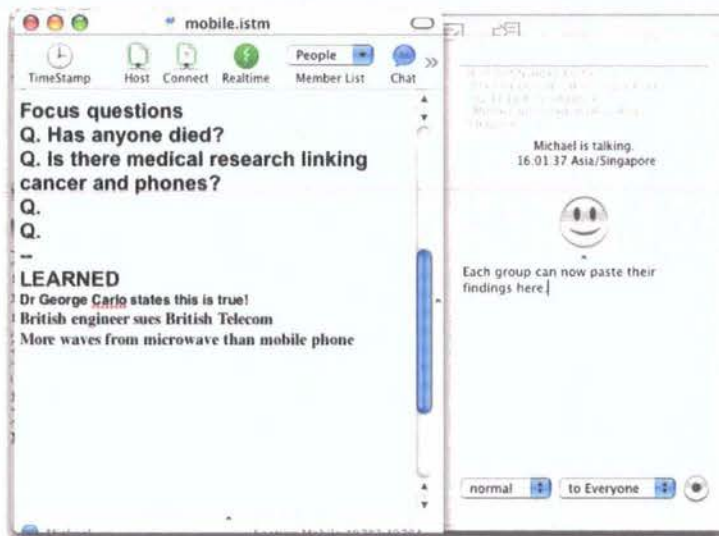 mobile.istm
TimeStamp Host Connect Realtime Member List Chat
People
Focus questions
Q. Has anyone died?
Q. Is there medical research linking
cancer and phones?
Q.
Q.
--
LEARNED
Dr George Carlo states this is true!
British engineer sues British Telecom
More waves from microwave than mobile phone
Michael is talking.
16:01:37 Asia/Singapore
Each group can now paste their
findings here.
normal to Everyone